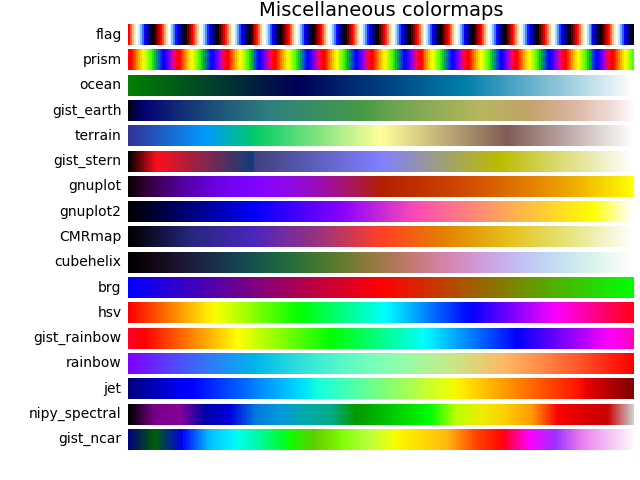 Miscellaneous colormaps
flag
prism
ocean
gist_earth
terrain
gist_stern
gnuplot
gnuplot2
CMRmap
cubehelix
brg
hsv
gist_rainbow
rainbow
jet
nipy_spectral
gist_ncar